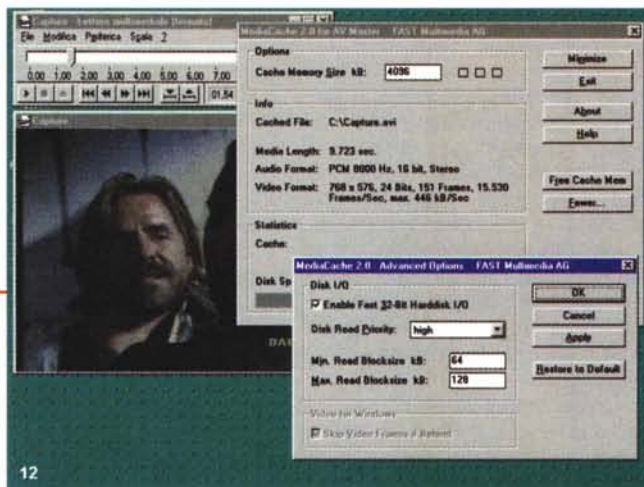 Capture - Lettore multimediale (fermato)
File Modifica Periferica Scala ?
0,00 1,00 2,00 3,00 4,00 5,00 6,00 7,00
01,54
Capture
MediaCache 2.0 for AV Master FAST Multimedia AG
Options
Cache Memory Size kB: 4096
Info
Cached File: C:\Capture.avi
Media Length: 9.723 sec.
Audio Format: PCM 8000 Hz, 16 bit, Stereo
Video Format: 768 x 576, 24 Bits, 151 Frames, 15.530
Frames/Sec, max. 446 kB/Sec
Statistics
Cache:
Disk Sp
Minimize
Exit
About
Help
Free Cache Mem
Fewer...
MediaCache 2.0 - Advanced Options FAST Multimedia AG
Disk I/O
Enable Fast 32-Bit Harddisk I/O
Disk Read Priority: high
Min. Read Blocksize kB: 64
Max. Read Blocksize kB: 128
Video for Windows
Skip Video Frames if Behind
OK
Cancel
Apply
Restore to Default
12